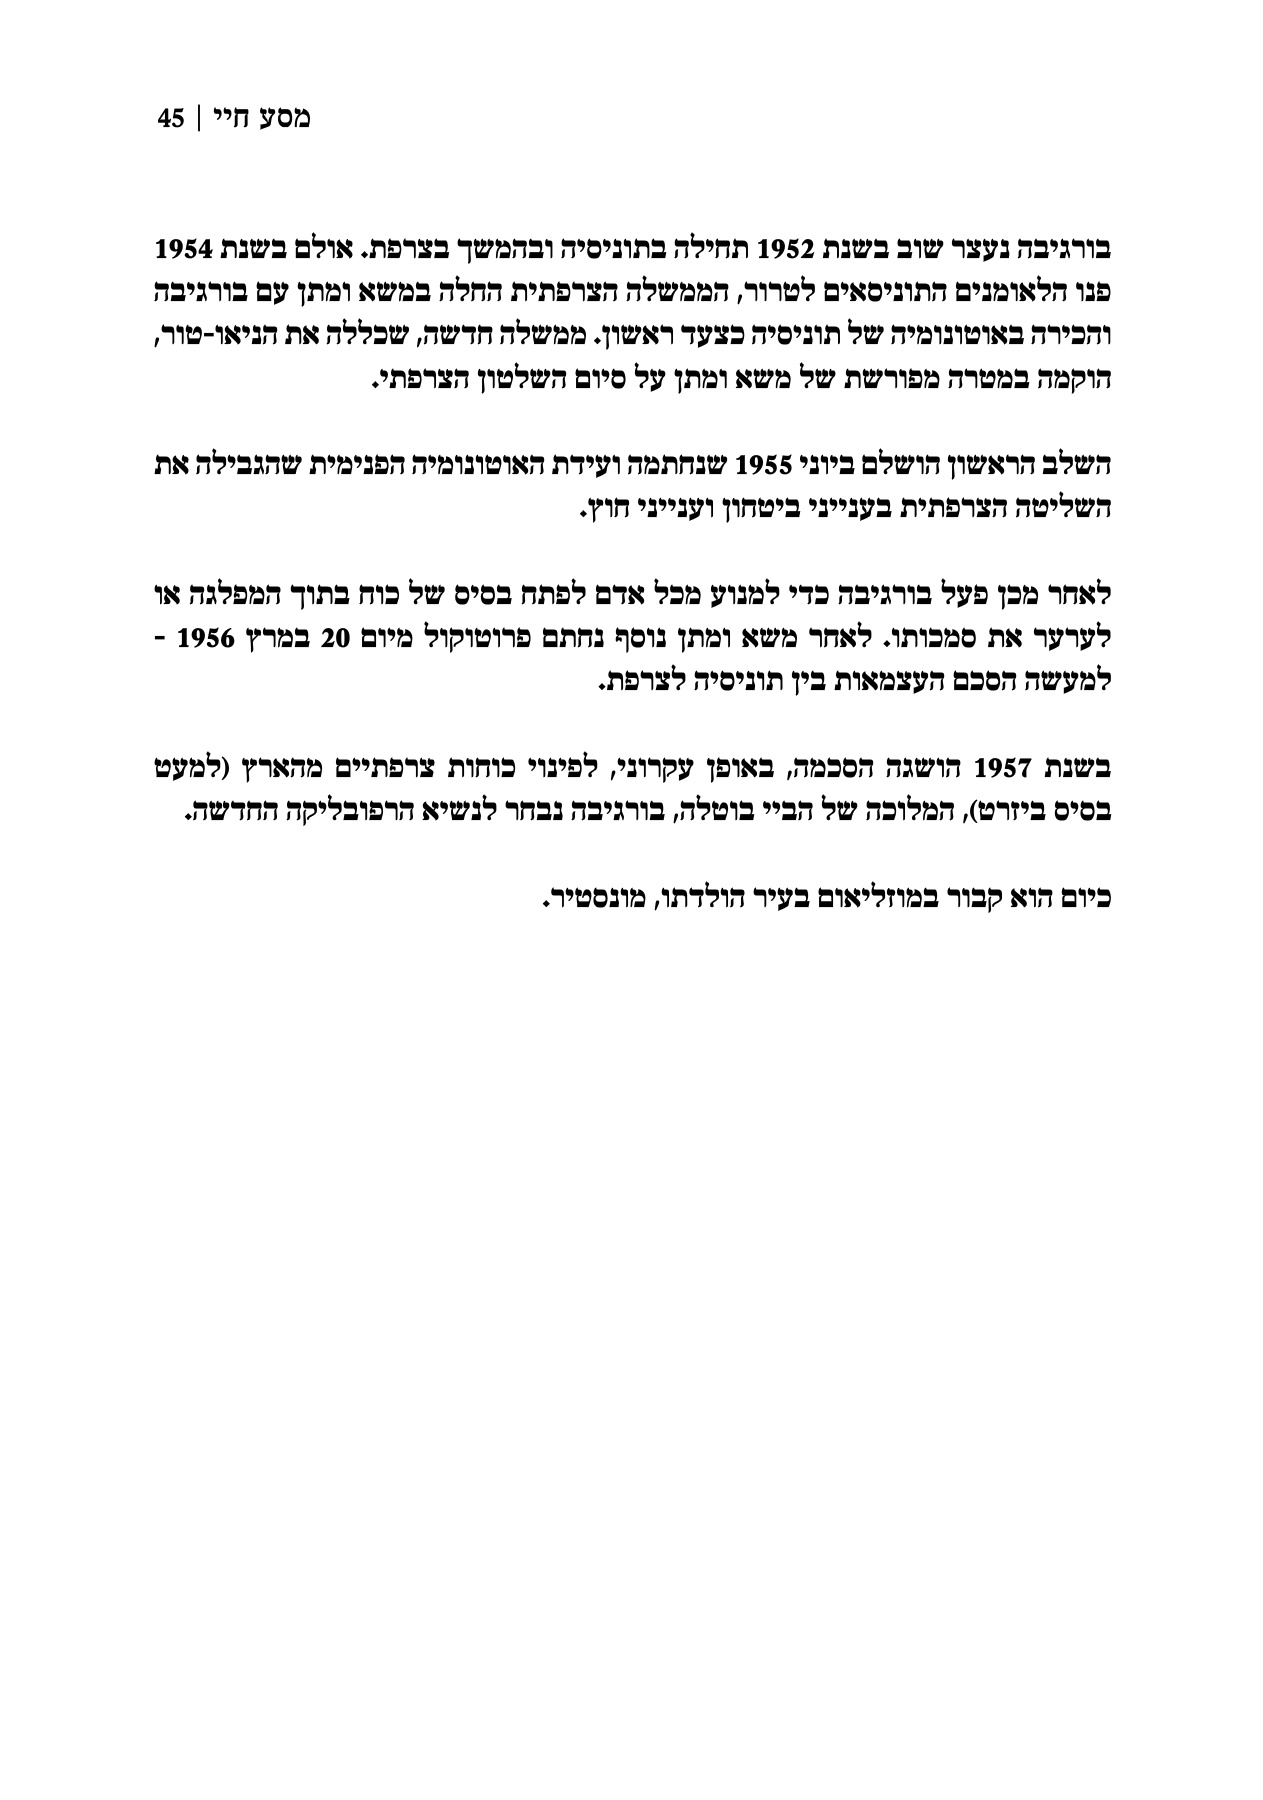 מסע חיי | 45
בורגיבה נעצר שוב בשנת 1952 תחילה בתוניסיה ובהמשך בצרפת. אולם בשנת 1954
פנו הלאומנים התוניסאים לטרור, הממשלה הצרפתית החלה במשא ומתן עם בורגיבה
והכירה באוטונומיה של תוניסיה כצעד ראשון. ממשלה חדשה, שכללה את הניאו-טור,
הוקמה במטרה מפורשת של משא ומתן על סיום השלטון הצרפתי.
השלב הראשון הושלם ביוני 1955 שנחתמה ועידת האוטונומיה הפנימית שהגבילה את
השליטה הצרפתית בענייני ביטחון וענייני חוץ.
לאחר מכן פעל בורגיבה כדי למנוע מכל אדם לפתח בסיס של כוח בתוך המפלגה או
לערער את סמכותו. לאחר משא ומתן נוסף נחתם פרוטוקול מיום 20 במרץ 1956 -
למעשה הסכם העצמאות בין תוניסיה לצרפת.
בשנת 1957 הושגה הסכמה, באופן עקרוני, לפינוי כוחות צרפתיים מהארץ (למעט
בסיס ביזרט), המלוכה של הביי בוטלה, בורגיבה נבחר לנשיא הרפובליקה החדשה.
כיום הוא קבור במוזליאום בעיר הולדתו, מונסטיר.